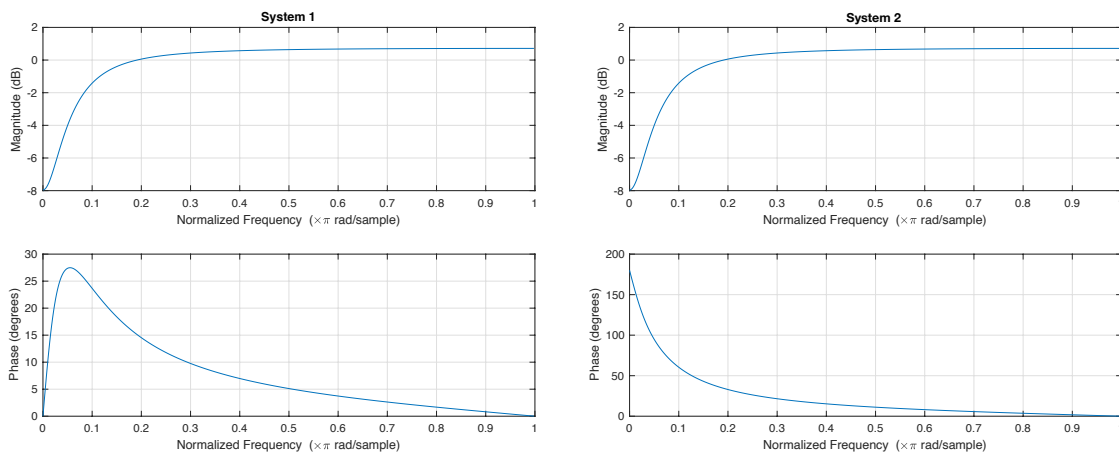 System 1
2
0
-2
-4
-6
-8
Magnitude (dB)
0 0.1 0.2 0.3 0.4 0.5 0.6 0.7 0.8 0.9 1
Normalized Frequency (×π rad/sample)
System 2
2
0
-2
-4
-6
-8
Magnitude (dB)
0 0.1 0.2 0.3 0.4 0.5 0.6 0.7 0.8 0.9
Normalized Frequency (×π rad/sample)
30
25
20
15
10
5
0
Phase (degrees)
0 0.1 0.2 0.3 0.4 0.5 0.6 0.7 0.8 0.9 1
Normalized Frequency (×π rad/sample)
200
150
100
50
0
Phase (degrees)
0 0.1 0.2 0.3 0.4 0.5 0.6 0.7 0.8 0.9
Normalized Frequency (×π rad/sample)